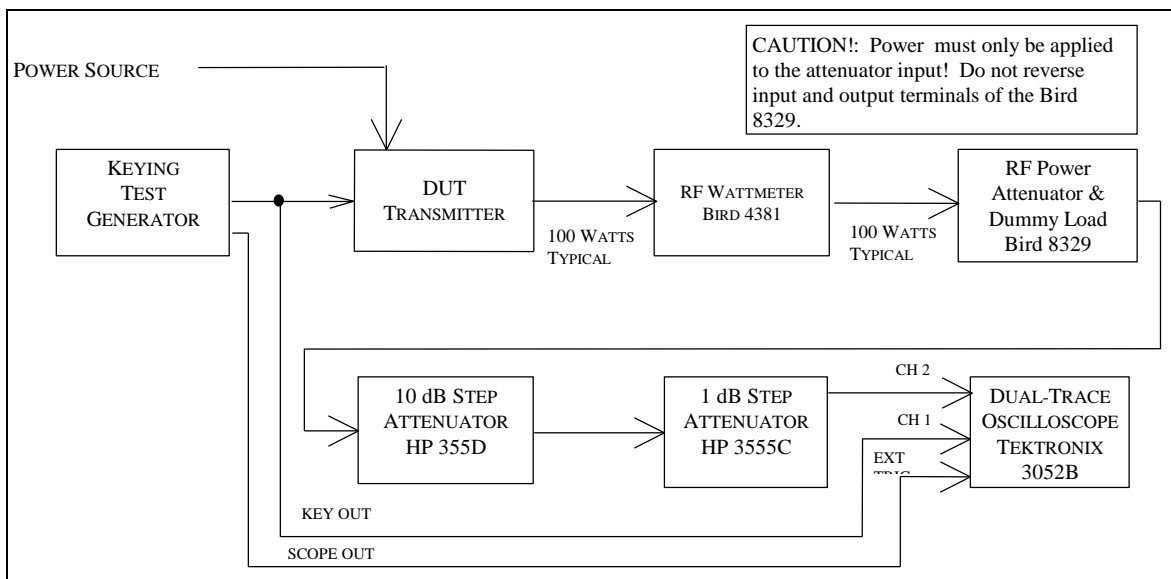 CAUTION!: Power must only be applied
to the attenuator input! Do not reverse
input and output terminals of the Bird
8329.
POWER SOURCE
KEYING
TEST
GENERATOR
DUT
TRANSMITTER
100 WATTS
TYPICAL
RF WATTMETER
BIRD 4381
100 WATTS
TYPICAL
RF Power
Attenuator &
Dummy Load
Bird 8329
10 dB STEP
ATTENUATOR
HP 355D
1 dB STEP
ATTENUATOR
HP 3555C
CH 2
CH 1
EXT
TRIG
DUAL-TRACE
OSCILLOSCOPE
TEKTRONIX
3052B
KEY OUT
SCOPE OUT